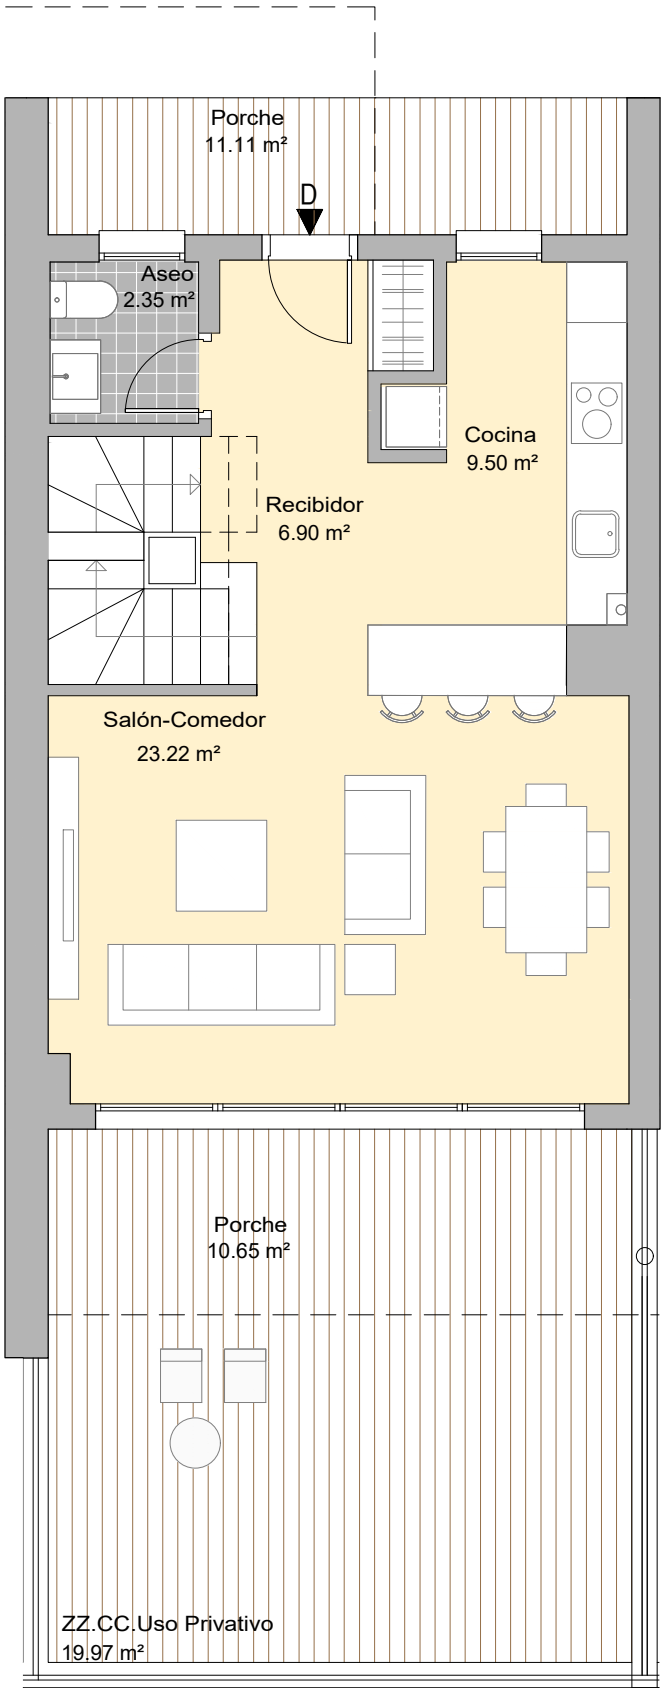 Porche
11.11 m²
D
Aseo
2.35 m²
Cocina
9.50 m²
Recibidor
6.90 m²
Salón-Comedor
23.22 m²
Porche
10.65 m²
ZZ.CC.Uso Privativo
19.97 m²